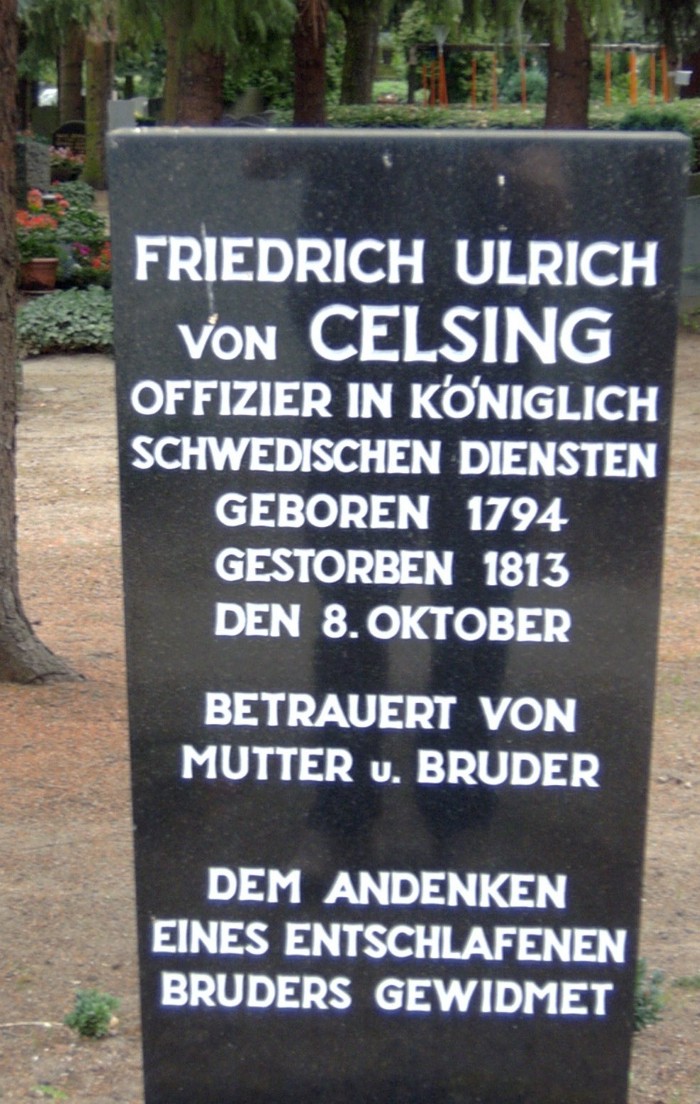 FRIEDRICH ULRICH
VON CELSING
OFFIZIER IN KÖNIGLICH
SCHWEDISCHEN DIENSTEN
GEBOREN 1794
GESTORBEN 1813
DEN 8. OKTOBER
BETRAUERT VON
MUTTER u. BRUDER
DEM ANDENKEN
EINES ENTSCHLAFENEN
BRUDERS GEWIDMET